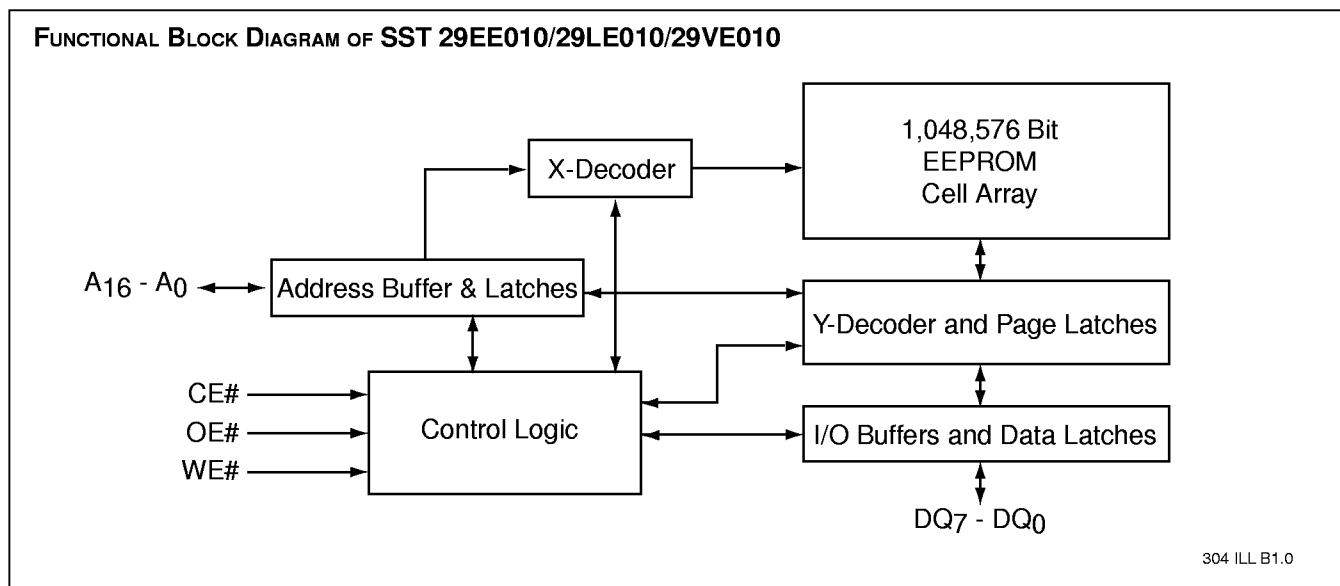 FUNCTIONAL BLOCK DIAGRAM OF SST 29EE010/29LE010/29VE010
1,048,576 Bit
EEPROM
Cell Array
X-Decoder
A16 - A0
Address Buffer & Latches
Y-Decoder and Page Latches
CE#
OE#
WE#
Control Logic
I/O Buffers and Data Latches
DQ7 - DQ0
304 ILL B1.0